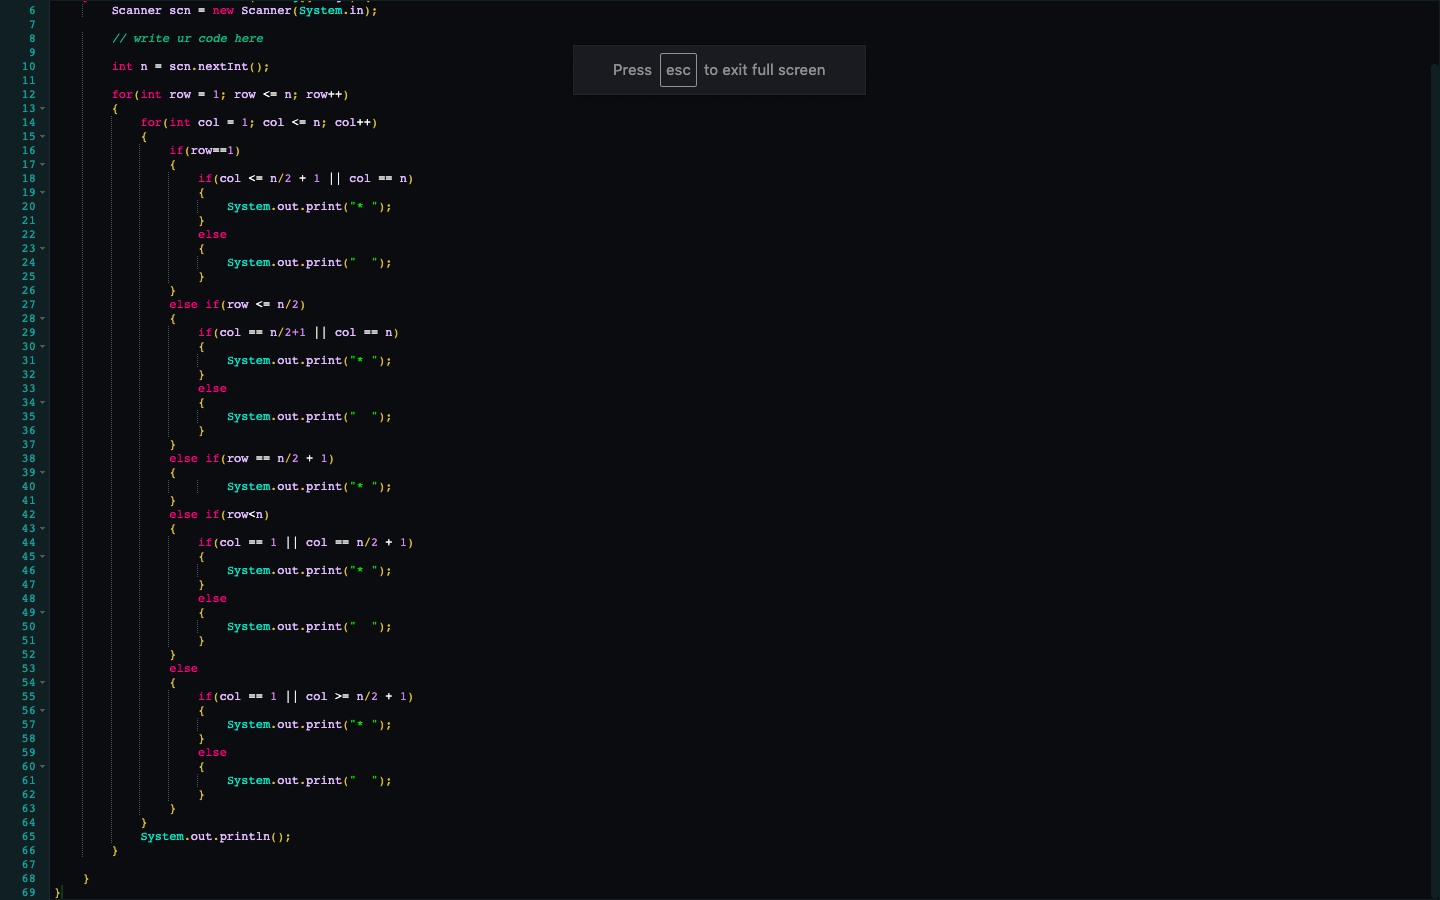 6 Scanner scn = new Scanner(System.in);
7
8 // write ur code here
9
10 int n = scn.nextInt();
11
12 for(int row = 1; row <= n; row++)
13 {
14 for(int col = 1; col <= n; col++)
15 {
16 if(row==1)
17 {
18 if(col <= n/2 + 1 || col == n)
19 {
20 System.out.print("* ");
21 }
22 else
23 {
24 System.out.print("  ");
25 }
26 }
27 else if(row <= n/2)
28 {
29 if(col == n/2+1 || col == n)
30 {
31 System.out.print("* ");
32 }
33 else
34 {
35 System.out.print("  ");
36 }
37 }
38 else if(row == n/2 + 1)
39 {
40 System.out.print("* ");
41 }
42 else if(row<n)
43 {
44 if(col == 1 || col == n/2 + 1)
45 {
46 System.out.print("* ");
47 }
48 else
49 {
50 System.out.print("  ");
51 }
52 }
53 else
54 {
55 if(col == 1 || col >= n/2 + 1)
56 {
57 System.out.print("* ");
58 }
59 else
60 {
61 System.out.print("  ");
62 }
63 }
64 }
65 System.out.println();
66 }
67
68 }
69 }
Press esc to exit full screen